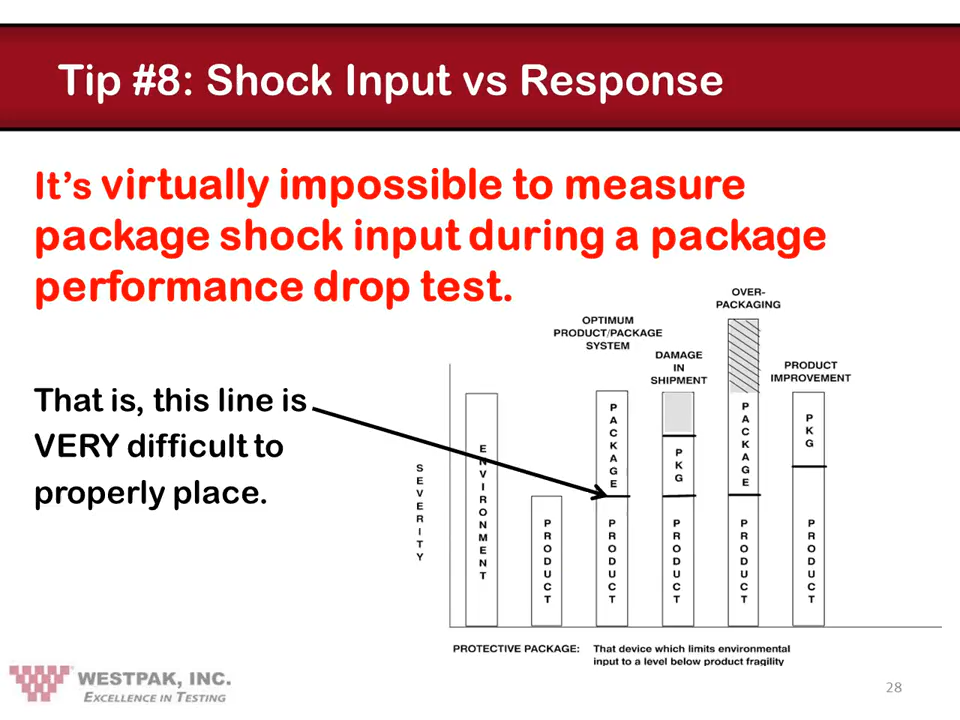 Tip #8: Shock Input vs Response
It's virtually impossible to measure
package shock input during a package
performance drop test.
That is, this line is
VERY difficult to
properly place.
SEVERITY
ENVIRONMENT
PRODUCT
OPTIMUM
PRODUCT/PACKAGE
SYSTEM
PACKAGE
PRODUCT
DAMAGE
IN
SHIPMENT
PKG
PRODUCT
OVER-
PACKAGING
PACKAGE
PRODUCT
PRODUCT
IMPROVEMENT
PKG
PRODUCT
PROTECTIVE PACKAGE: That device which limits environmental
input to a level below product fragility
WESTPAK, INC.
EXCELLENCE IN TESTING
28